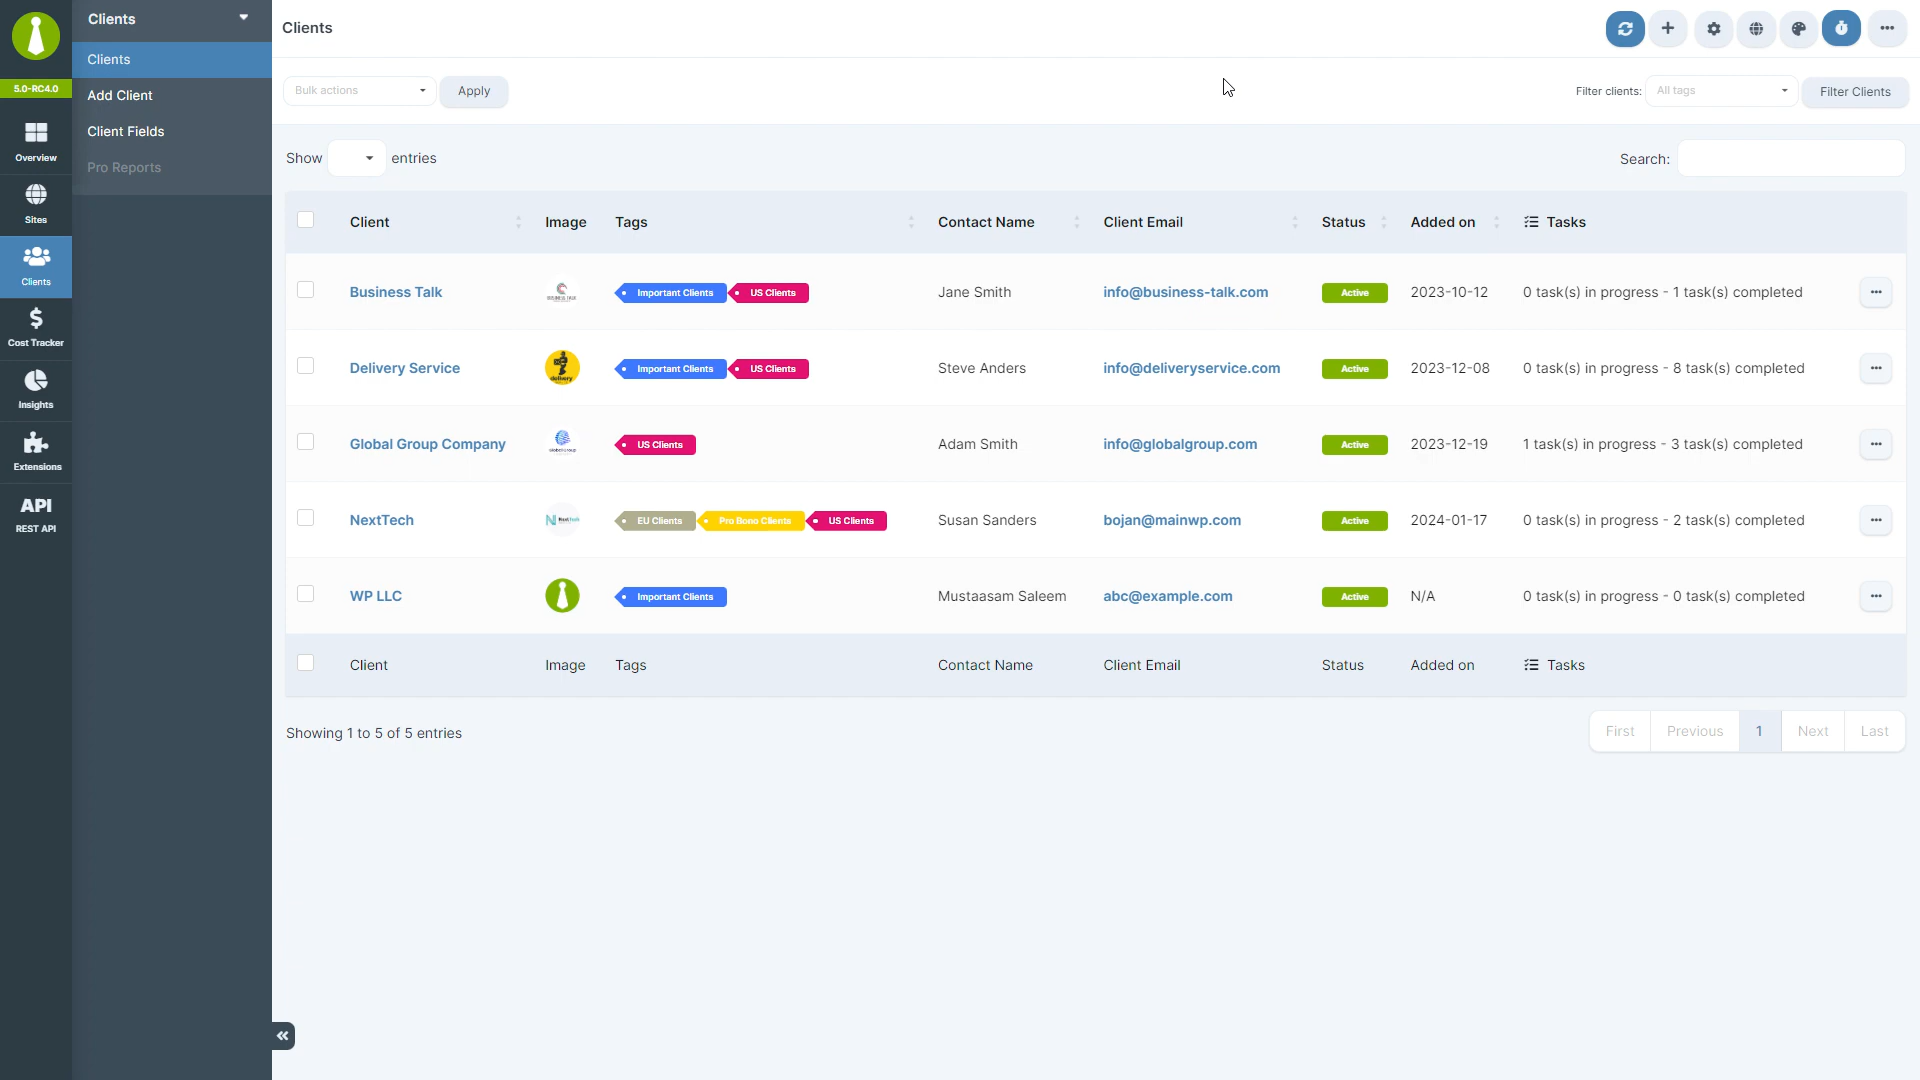 Clients
Clients
Add Client
Client Fields
Pro Reports
5.0-RC4.0
Overview
Sites
Clients
Cost Tracker
Insights
Extensions
API
REST API
Clients
Bulk actions
Apply
Filter clients:
All tags
Filter Clients
Show entries
Search:
Client Image Tags Contact Name Client Email Status Added on Tasks
Business Talk BUSINESS TALK Important Clients US Clients Jane Smith info@business-talk.com Active 2023-10-12 0 task(s) in progress - 1 task(s) completed
Delivery Service delivery Important Clients US Clients Steve Anders info@deliveryservice.com Active 2023-12-08 0 task(s) in progress - 8 task(s) completed
Global Group Company US Clients Adam Smith info@globalgroup.com Active 2023-12-19 1 task(s) in progress - 3 task(s) completed
NextTech NextTech EU Clients Pro Bono Clients US Clients Susan Sanders bojan@mainwp.com Active 2024-01-17 0 task(s) in progress - 2 task(s) completed
WP LLC Important Clients Mustaasam Saleem abc@example.com Active N/A 0 task(s) in progress - 0 task(s) completed
Client Image Tags Contact Name Client Email Status Added on Tasks
Showing 1 to 5 of 5 entries
First Previous 1 Next Last